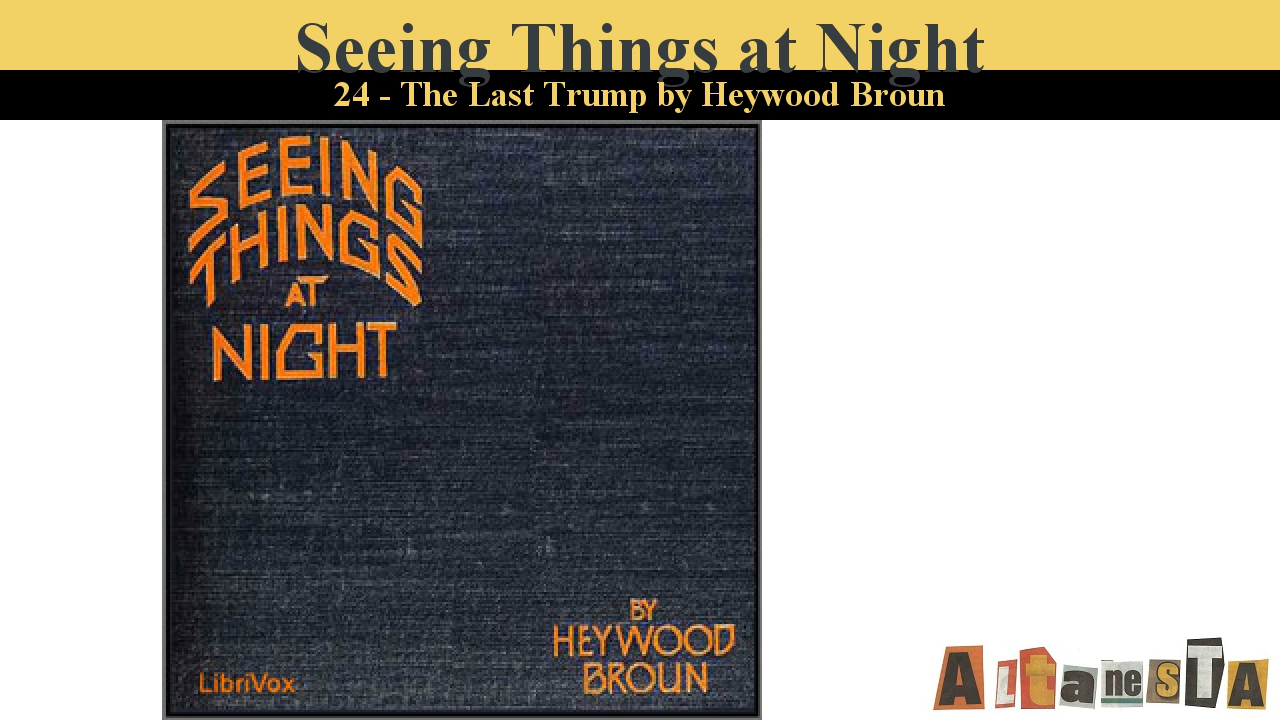 Seeing Things at Night
24 - The Last Trump by Heywood Broun
SEEING
THINGS
AT
NIGHT
BY
HEYWOOD
BROUN
LibriVox
AltanesTA